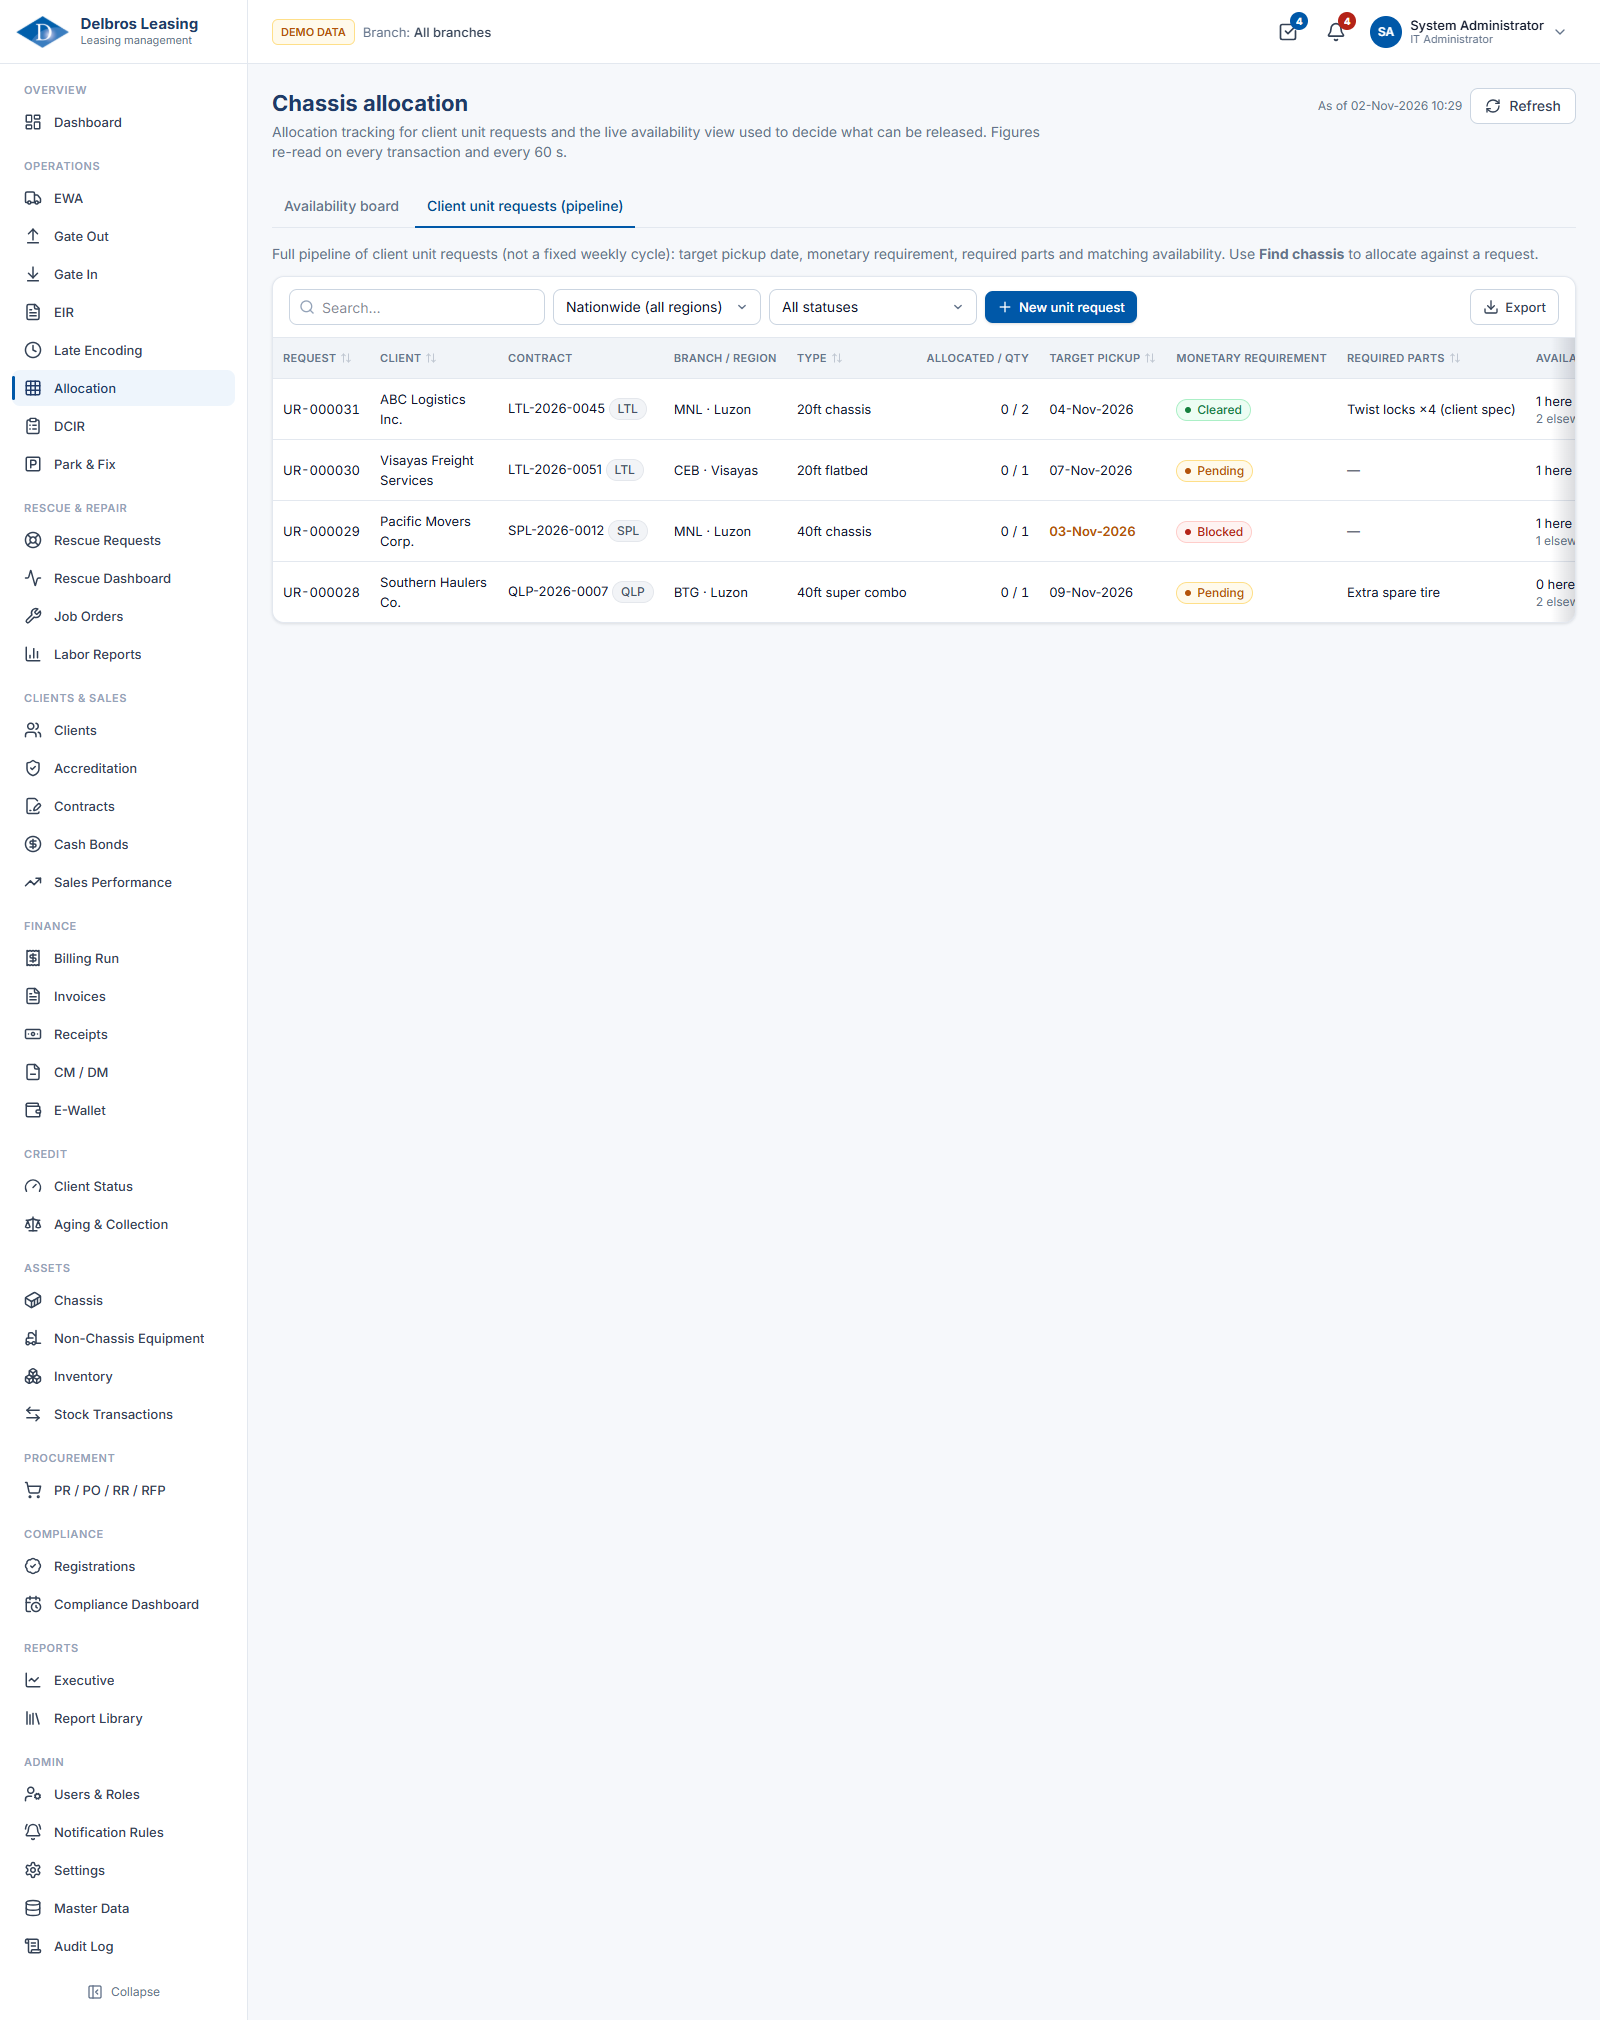 Delbros Leasing
Leasing management
DEMO DATA
Branch: All branches
4
4
SA
System Administrator
IT Administrator
OVERVIEW
Dashboard
OPERATIONS
EWA
Gate Out
Gate In
EIR
Late Encoding
Allocation
DCIR
Park & Fix
RESCUE & REPAIR
Rescue Requests
Rescue Dashboard
Job Orders
Labor Reports
CLIENTS & SALES
Clients
Accreditation
Contracts
Cash Bonds
Sales Performance
FINANCE
Billing Run
Invoices
Receipts
CM / DM
E-Wallet
CREDIT
Client Status
Aging & Collection
ASSETS
Chassis
Non-Chassis Equipment
Inventory
Stock Transactions
PROCUREMENT
PR / PO / RR / RFP
COMPLIANCE
Registrations
Compliance Dashboard
REPORTS
Executive
Report Library
ADMIN
Users & Roles
Notification Rules
Settings
Master Data
Audit Log
Collapse
Chassis allocation
As of 02-Nov-2026 10:29
Refresh
Allocation tracking for client unit requests and the live availability view used to decide what can be released. Figures
re-read on every transaction and every 60 s.
Availability board
Client unit requests (pipeline)
Full pipeline of client unit requests (not a fixed weekly cycle): target pickup date, monetary requirement, required parts and matching availability. Use Find chassis to allocate against a request.
Search...
Nationwide (all regions)
All statuses
New unit request
Export
REQUEST CLIENT CONTRACT BRANCH / REGION TYPE ALLOCATED / QTY TARGET PICKUP MONETARY REQUIREMENT REQUIRED PARTS AVAILA
UR-000031 ABC Logistics Inc. LTL-2026-0045 LTL MNL · Luzon 20ft chassis 0 / 2 04-Nov-2026 Cleared Twist locks ×4 (client spec) 1 here
2 elsew
UR-000030 Visayas Freight Services LTL-2026-0051 LTL CEB · Visayas 20ft flatbed 0 / 1 07-Nov-2026 Pending — 1 here
UR-000029 Pacific Movers Corp. SPL-2026-0012 SPL MNL · Luzon 40ft chassis 0 / 1 03-Nov-2026 Blocked — 1 here
1 elsew
UR-000028 Southern Haulers Co. QLP-2026-0007 QLP BTG · Luzon 40ft super combo 0 / 1 09-Nov-2026 Pending Extra spare tire 0 here
2 elsew